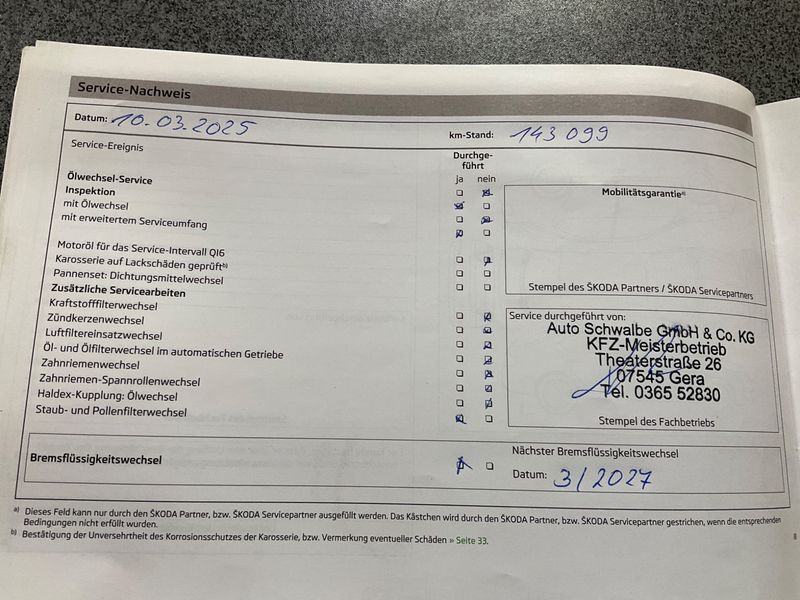 Service-Nachweis
Datum: 10.03.2025
km-Stand: 143 099
Service-Ereignis
Durchge-
führt
ja nein
Ölwechsel-Service
Inspektion
mit Ölwechsel
mit erweitertem Serviceumfang
Motoröl für das Service-Intervall QI6
Karosserie auf Lackschäden geprüft b)
Pannenset: Dichtungsmittelwechsel
Zusätzliche Servicearbeiten
Kraftstofffilterwechsel
Zündkerzenwechsel
Luftfiltereinsatzwechsel
Öl- und Ölfilterwechsel im automatischen Getriebe
Zahnriemenwechsel
Zahnriemen-Spannrollenwechsel
Haldex-Kupplung: Ölwechsel
Staub- und Pollenfilterwechsel
Mobilitätsgarantie a)
Stempel des ŠKODA Partners / ŠKODA Servicepartners
Service durchgeführt von:
Auto Schwalbe GmbH & Co. KG
KFZ-Meisterbetrieb
Theaterstraße 26
07545 Gera
Tel. 0365 52830
Stempel des Fachbetriebs
Bremsflüssigkeitswechsel
Nächster Bremsflüssigkeitswechsel
Datum: 3/2027
a) Dieses Feld kann nur durch den ŠKODA Partner, bzw. ŠKODA Servicepartner ausgefüllt werden. Das Kästchen wird durch den ŠKODA Partner, bzw. ŠKODA Servicepartner gestrichen, wenn die entsprechenden
Bedingungen nicht erfüllt wurden.
b) Bestätigung der Unversehrtheit des Korrosionsschutzes der Karosserie, bzw. Vermerkung eventueller Schäden » Seite 33.